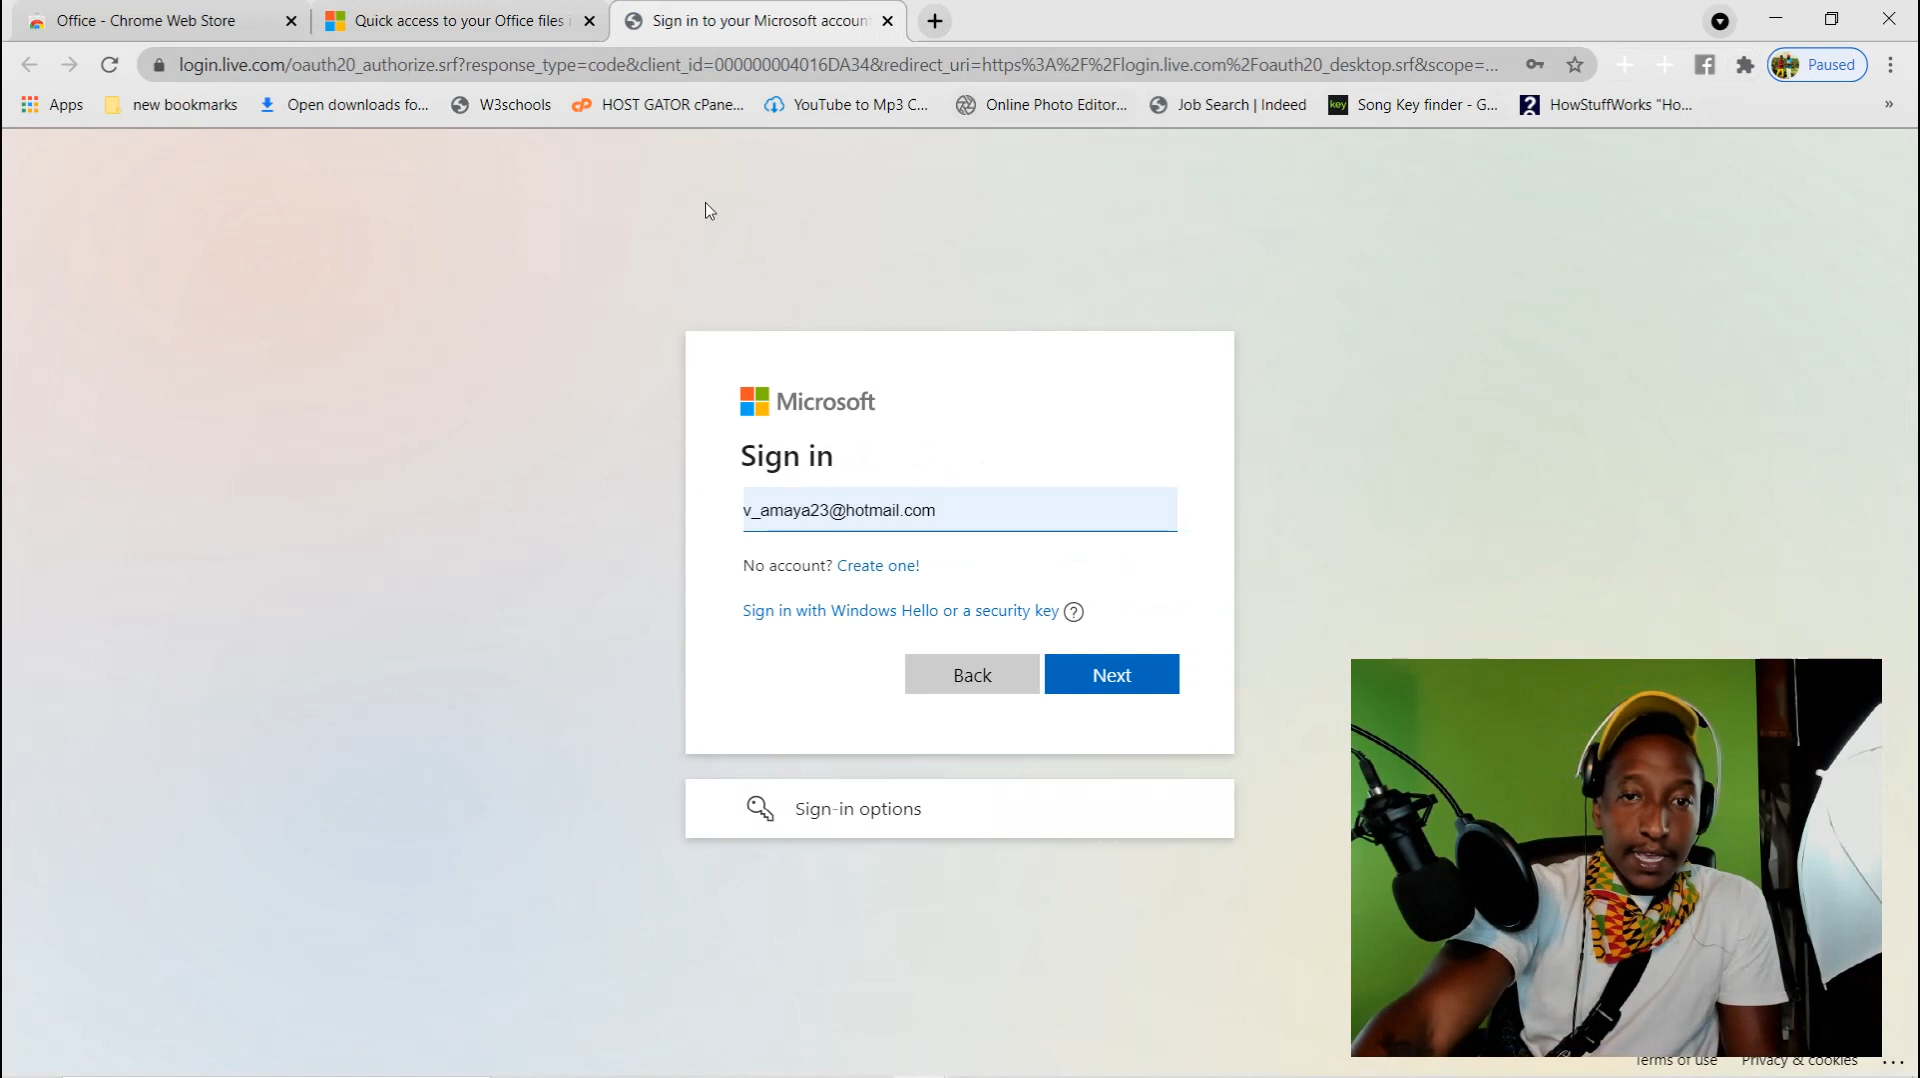 Office - Chrome Web Store
Quick access to your Office files i
Sign in to your Microsoft accoun
login.live.com/oauth20_authorize.srf?response_type=code&client_id=000000004016DA34&redirect_uri=https%3A%2F%2Flogin.live.com%2Foauth20_desktop.srf&scope=...
Paused
Apps
new bookmarks
Open downloads fo...
W3schools
HOST GATOR cPane...
YouTube to Mp3 C...
Online Photo Editor...
Job Search | Indeed
key
Song Key finder - G...
HowStuffWorks "Ho...
»
Microsoft
Sign in
v_amaya23@hotmail.com
No account? Create one!
Sign in with Windows Hello or a security key ?
Back
Next
Sign-in options
Terms of use
Privacy & cookies
...